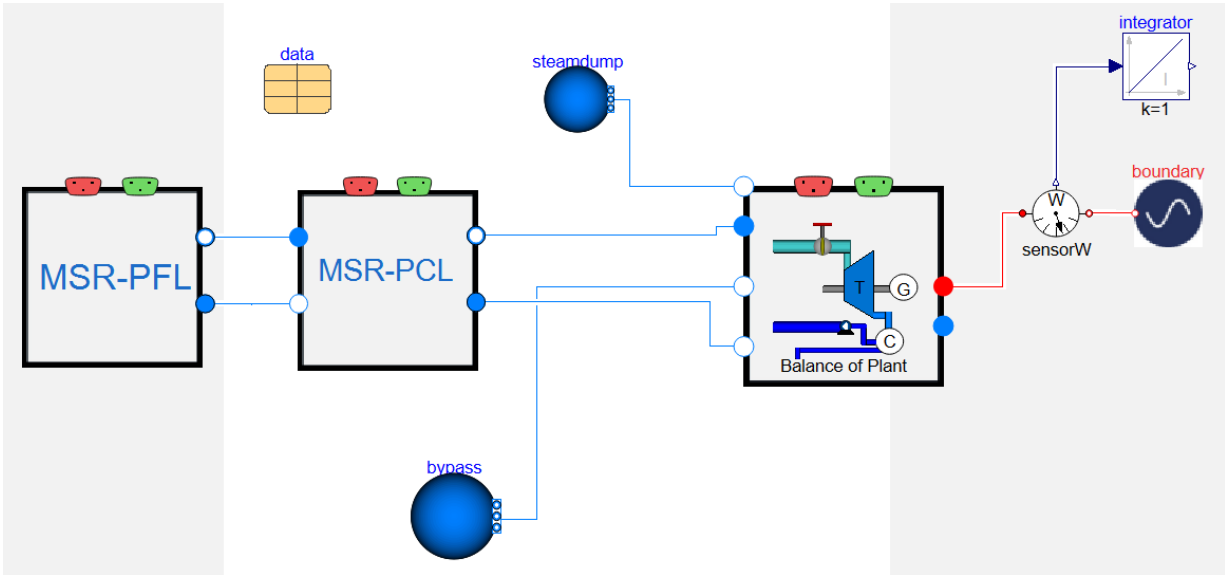 integrator
data
steamdump
I
k=1
boundary
W
MSR-PFL
MSR-PCL
sensorW
T
G
C
Balance of Plant
bypass